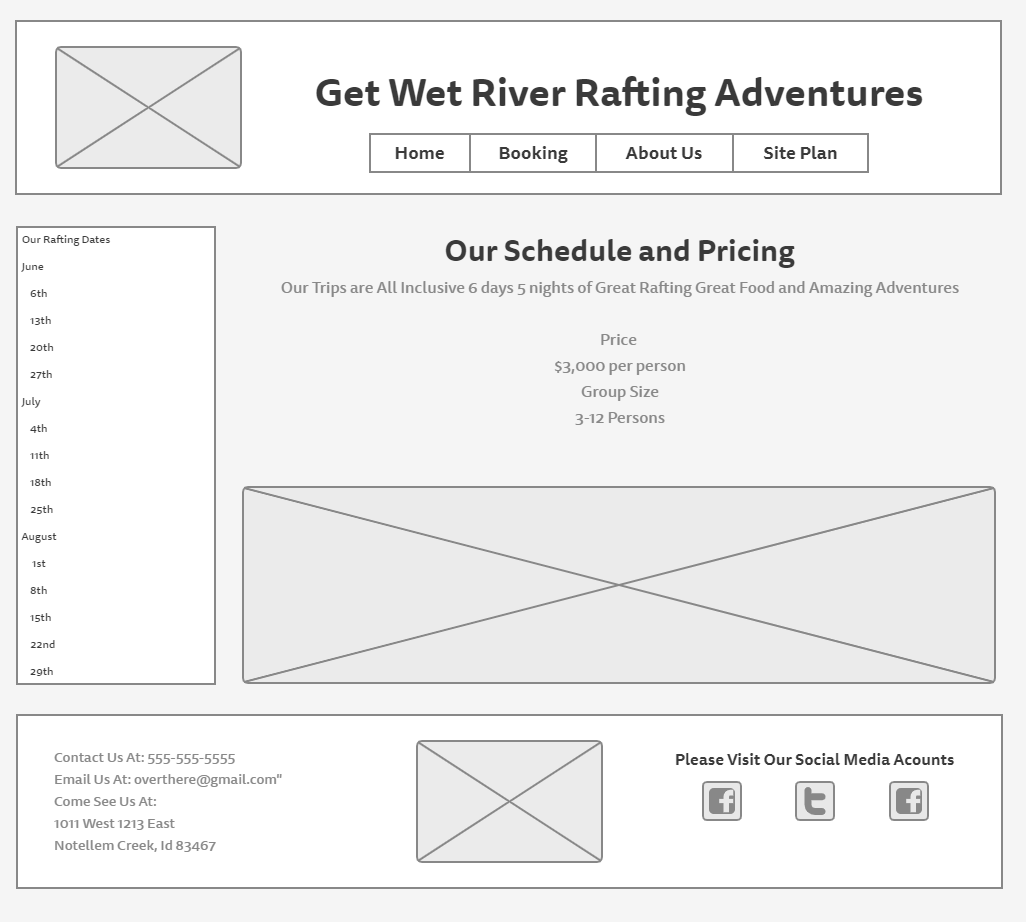 Get Wet River Rafting Adventures
Home
Booking
About Us
Site Plan
Our Rafting Dates
June
6th
13th
20th
27th
July
4th
11th
18th
25th
August
1st
8th
15th
22nd
29th
Our Schedule and Pricing
Our Trips are All Inclusive 6 days 5 nights of Great Rafting Great Food and Amazing Adventures
Price
$3,000 per person
Group Size
3-12 Persons
Contact Us At: 555-555-5555
Email Us At: overthere@gmail.com"
Come See Us At:
1011 West 1213 East
Notellem Creek, Id 83467
Please Visit Our Social Media Acounts